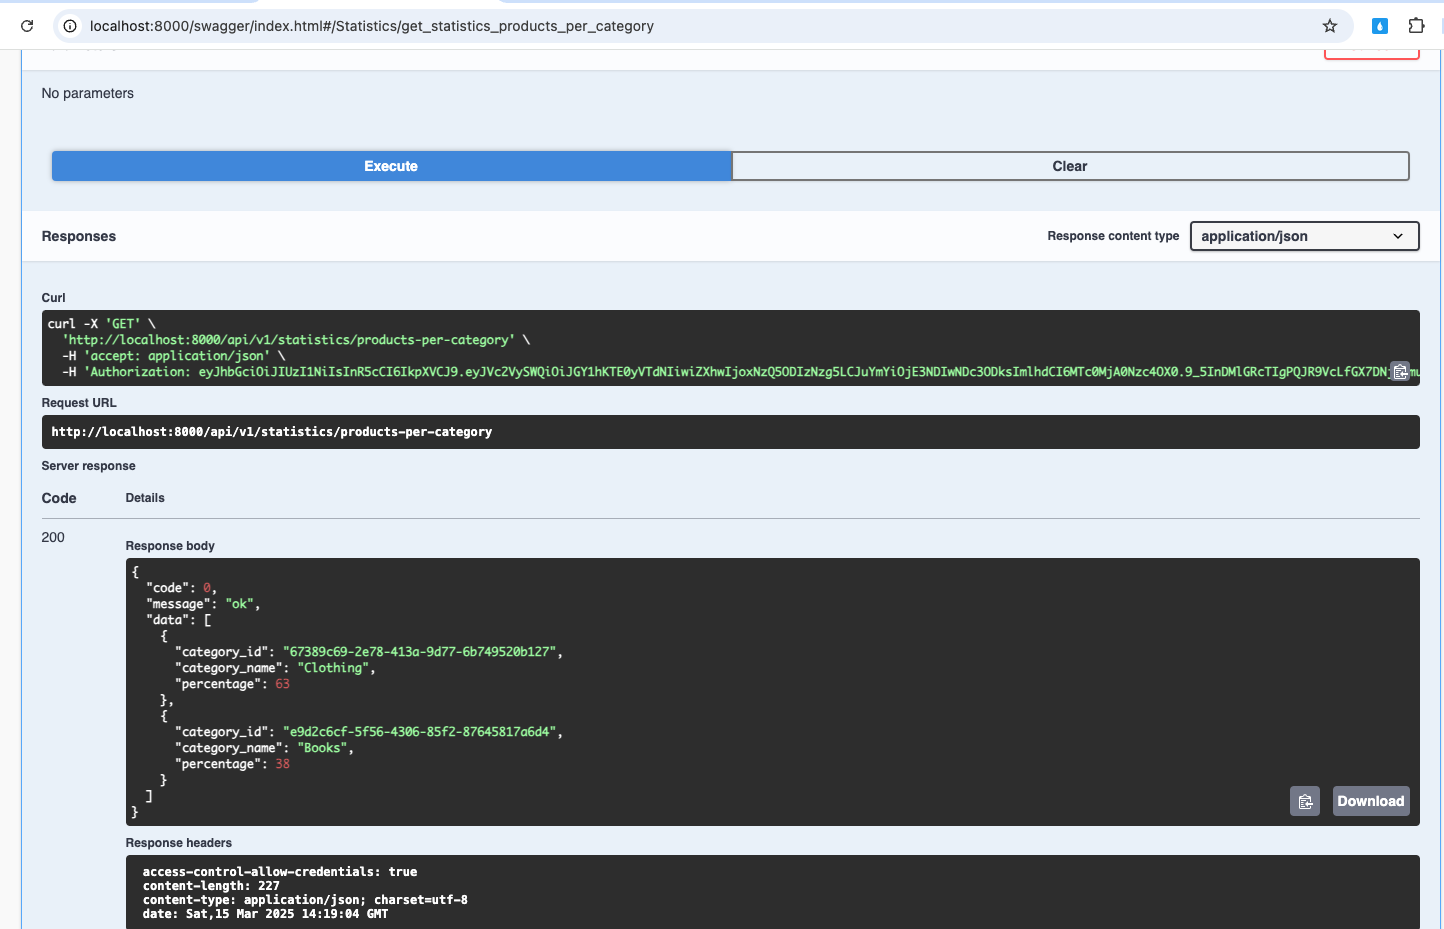 localhost:8000/swagger/index.html#/Statistics/get_statistics_products_per_category
No parameters
Execute
Clear
Responses
Response content type
application/json
Curl
curl -X 'GET' \
'http://localhost:8000/api/v1/statistics/products-per-category' \
-H 'accept: application/json' \
-H 'Authorization:
Request URL
http://localhost:8000/api/v1/statistics/products-per-category
Server response
Code
Details
200
Response body
{
"code": 0,
"message": "ok",
"data": [
{
"category_id": "67389c69-2e78-413a-9d77-6b749520b127",
"category_name": "Clothing",
"percentage": 63
},
{
"category_id": "e9d2c6cf-5f56-4306-85f2-87645817a6d4",
"category_name": "Books",
"percentage": 38
}
]
}
Download
Response headers
access-control-allow-credentials: true
content-length: 227
content-type: application/json; charset=utf-8
date: Sat,15 Mar 2025 14:19:04 GMT